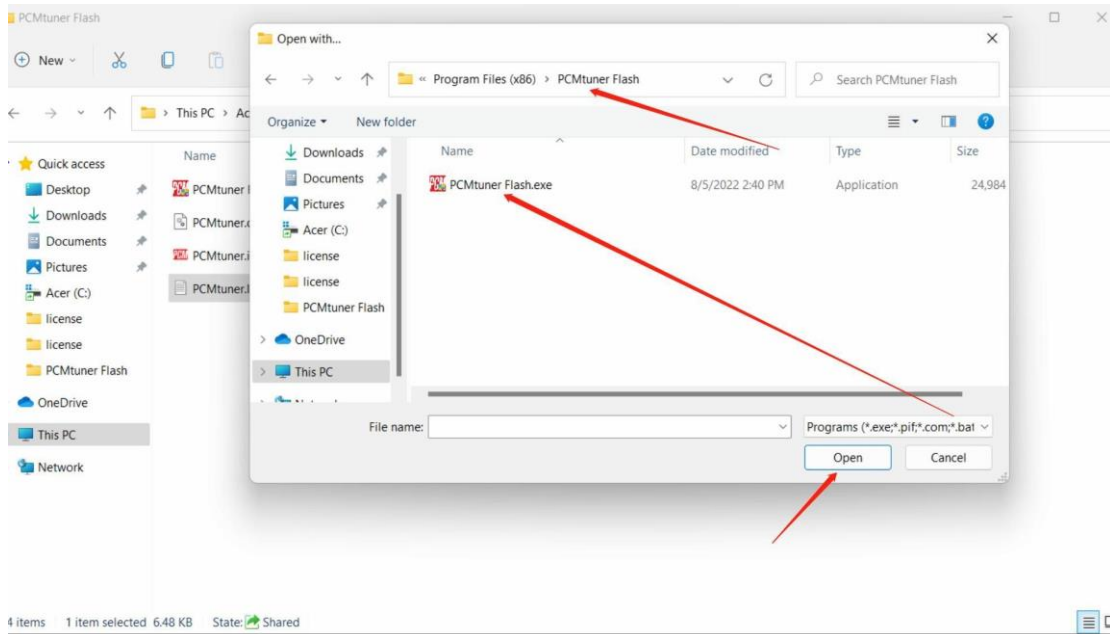 PCMtuner Flash
Open with...
New
« Program Files (x86) > PCMtuner Flash
Search PCMtuner Flash
This PC >
Organize
New folder
Name
Date modified
Type
Size
PCMtuner Flash.exe
8/5/2022 2:40 PM
Application
24,984
Downloads
Documents
Pictures
Acer (C:)
license
license
PCMtuner Flash
OneDrive
This PC
File name:
Programs (*.exe;*.pif;*.com;*.bat
Open
Cancel
Quick access
Desktop
Downloads
Documents
Pictures
Acer (C:)
license
license
PCMtuner Flash
OneDrive
This PC
Network
Name
PCMtuner
PCMtuner.
PCMtuner.i
PCMtuner.l
4 items
1 item selected 6.48 KB
State: Shared